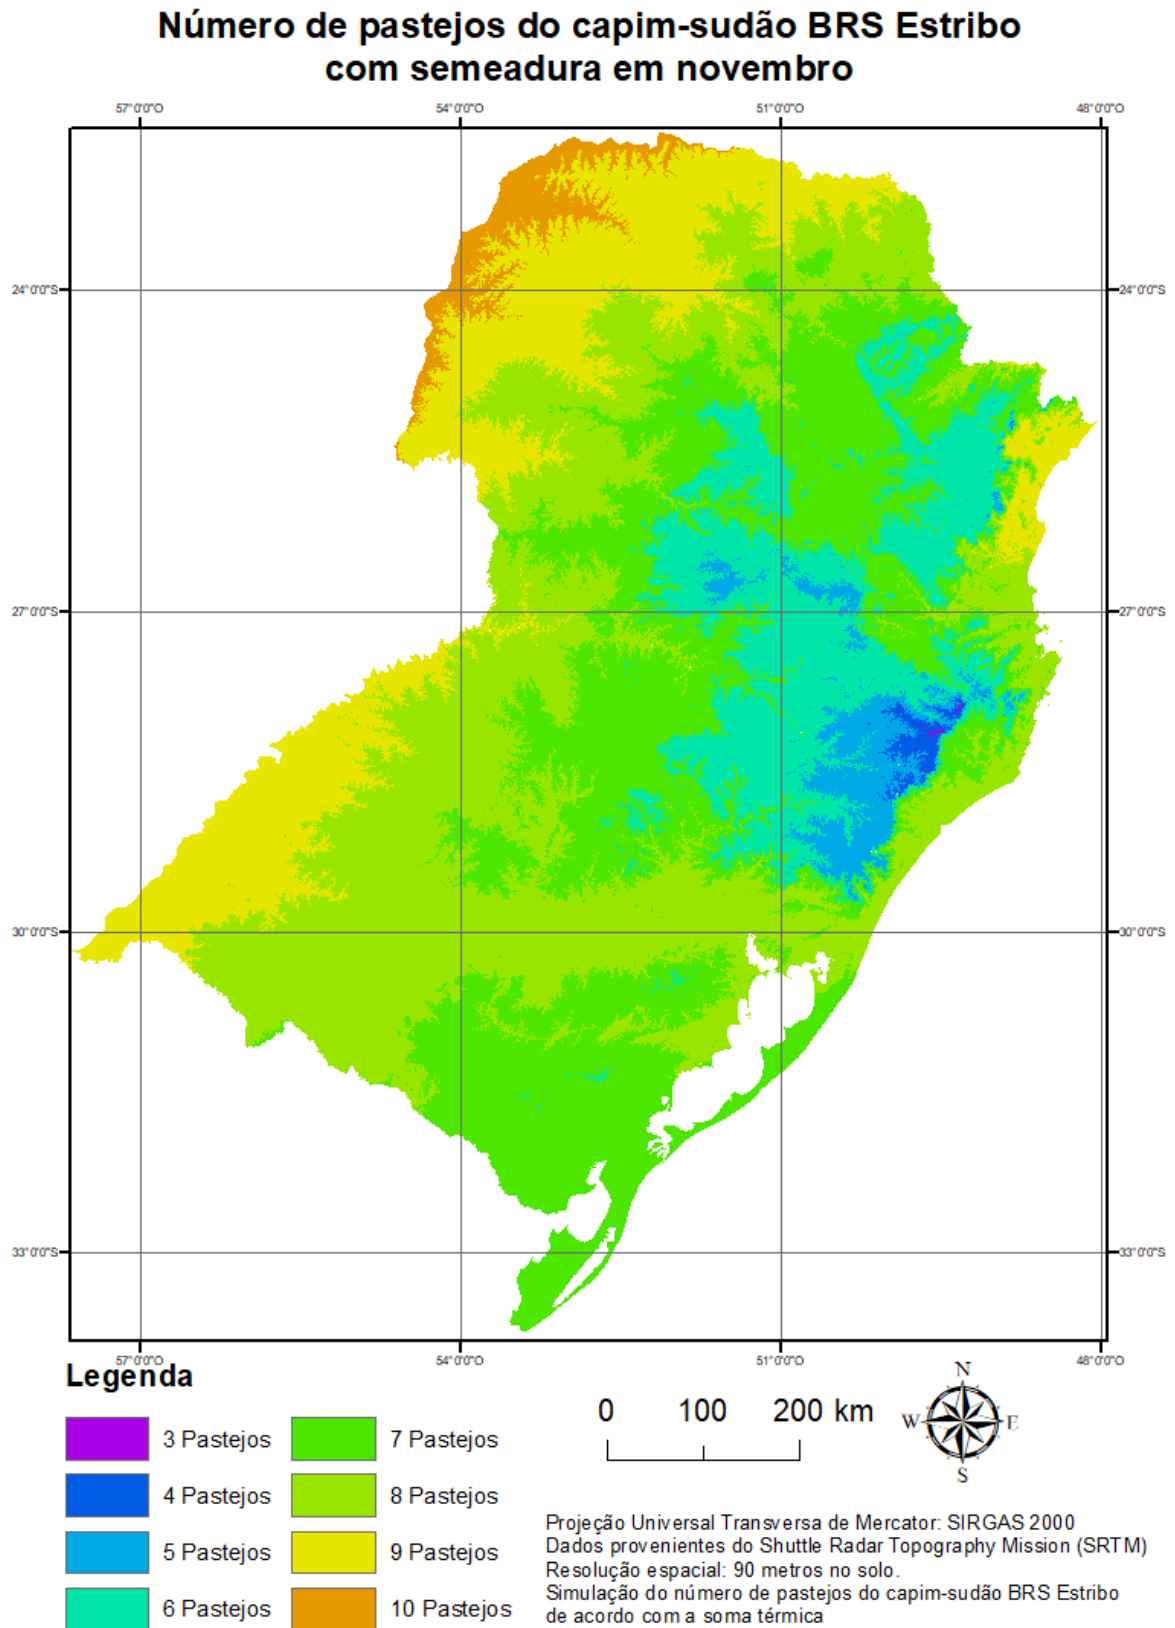 Número de pastejos do capim-sudão BRS Estribo
com semeadura em novembro
57°0'0"O 54°0'0"O 51°0'0"O 48°0'0"O
24°0'0"S 24°0'0"S
27°0'0"S 27°0'0"S
30°0'0"S 30°0'0"S
33°0'0"S 33°0'0"S
57°0'0"O 54°0'0"O 51°0'0"O 48°0'0"O
Legenda
3 Pastejos 7 Pastejos
4 Pastejos 8 Pastejos
5 Pastejos 9 Pastejos
6 Pastejos 10 Pastejos
0 100 200 km
N
W E
S
Projeção Universal Transversa de Mercator: SIRGAS 2000
Dados provenientes do Shuttle Radar Topography Mission (SRTM)
Resolução espacial: 90 metros no solo.
Simulação do número de pastejos do capim-sudão BRS Estribo
de acordo com a soma térmica